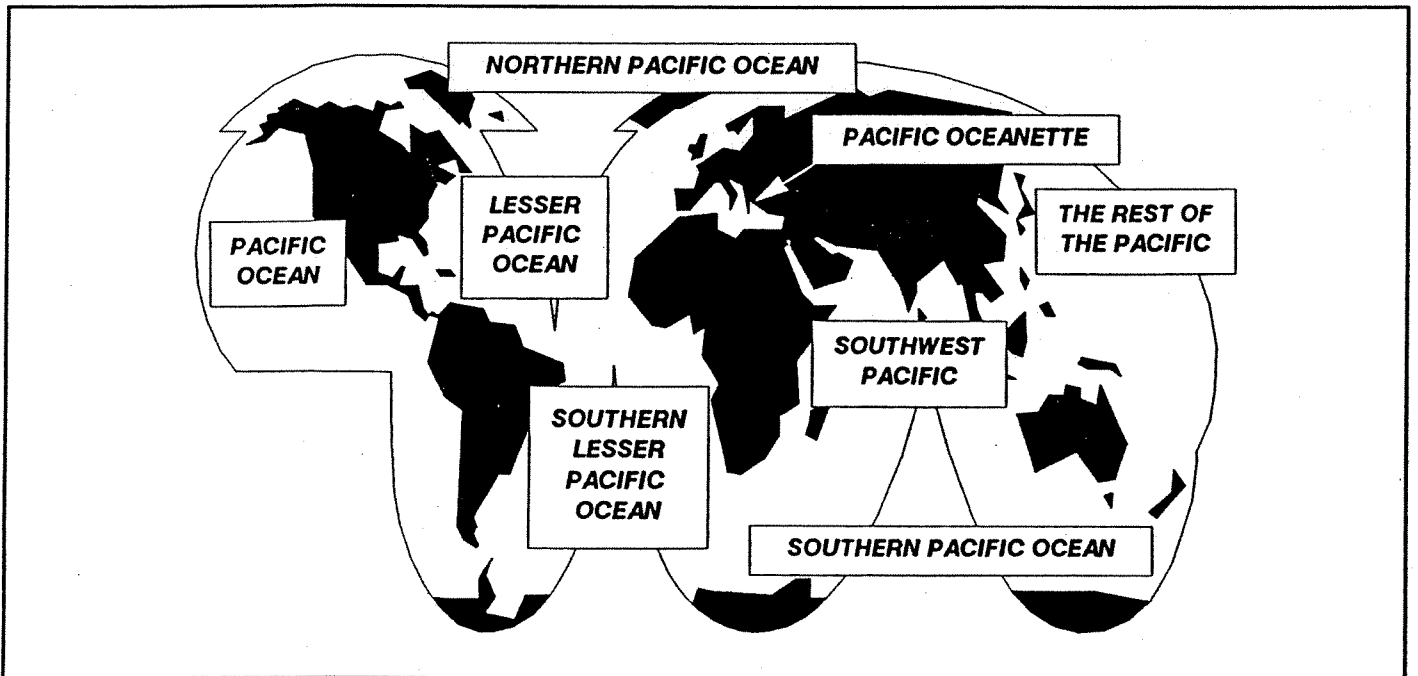 NORTHERN PACIFIC OCEAN
PACIFIC OCEANETTE
LESSER
PACIFIC
OCEAN
THE REST OF
THE PACIFIC
PACIFIC
OCEAN
SOUTHWEST
PACIFIC
SOUTHERN
LESSER
PACIFIC
OCEAN
SOUTHERN PACIFIC OCEAN